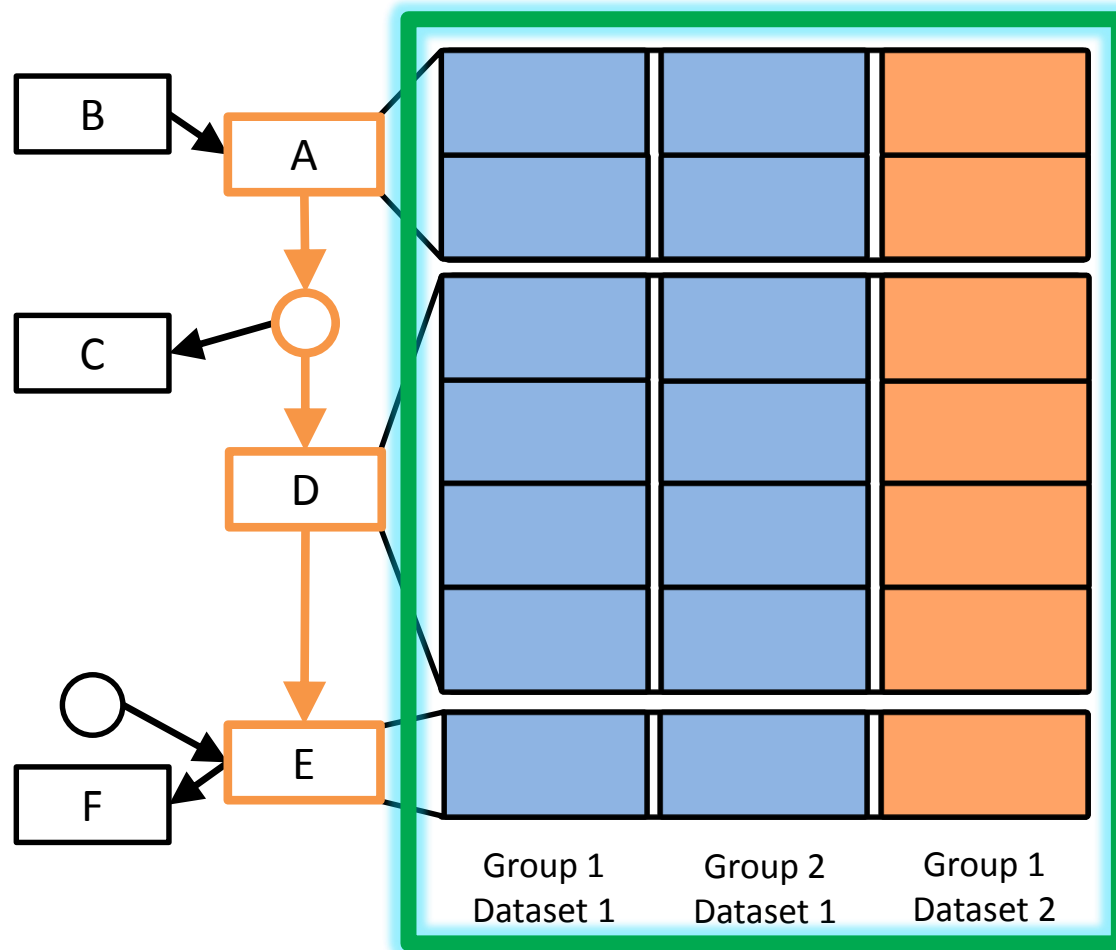 B
A
C
D
E
F
Group 1
Dataset 1
Group 2
Dataset 1
Group 1
Dataset 2